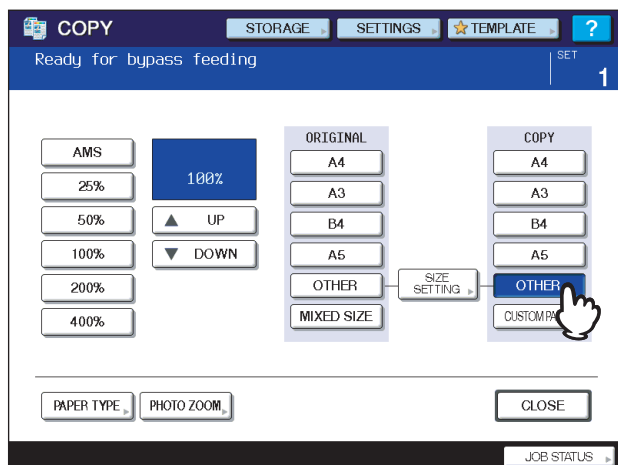 COPY
STORAGE
SETTINGS
TEMPLATE
?
Ready for bypass feeding
SET
1
AMS
25%
50%
100%
200%
400%
100%
UP
DOWN
ORIGINAL
A4
A3
B4
A5
OTHER
MIXED SIZE
SIZE
SETTING
COPY
A4
A3
B4
A5
OTHER
CUSTOM
PAPER TYPE
PHOTO ZOOM
CLOSE
JOB STATUS